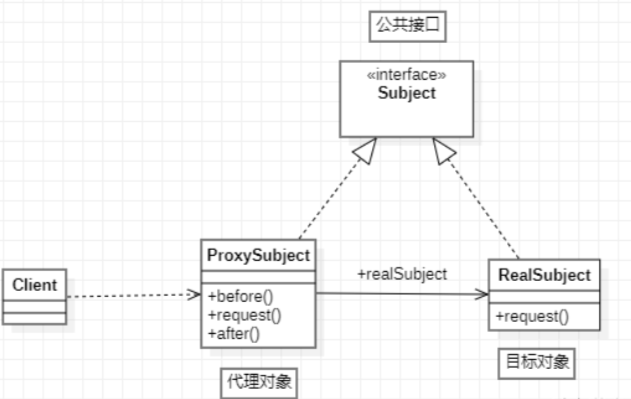 公共接口
«interface»
Subject
ProxySubject
+before()
+request()
+after()
Client
+realSubject
RealSubject
+request()
目标对象
代理对象